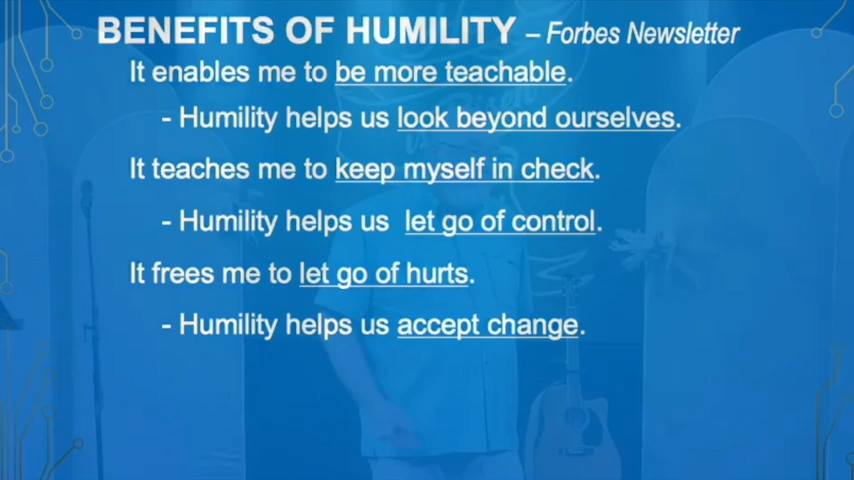 BENEFITS OF HUMILITY – Forbes Newsletter
It enables me to be more teachable.
- Humility helps us look beyond ourselves.
It teaches me to keep myself in check.
- Humility helps us let go of control.
It frees me to let go of hurts.
- Humility helps us accept change.